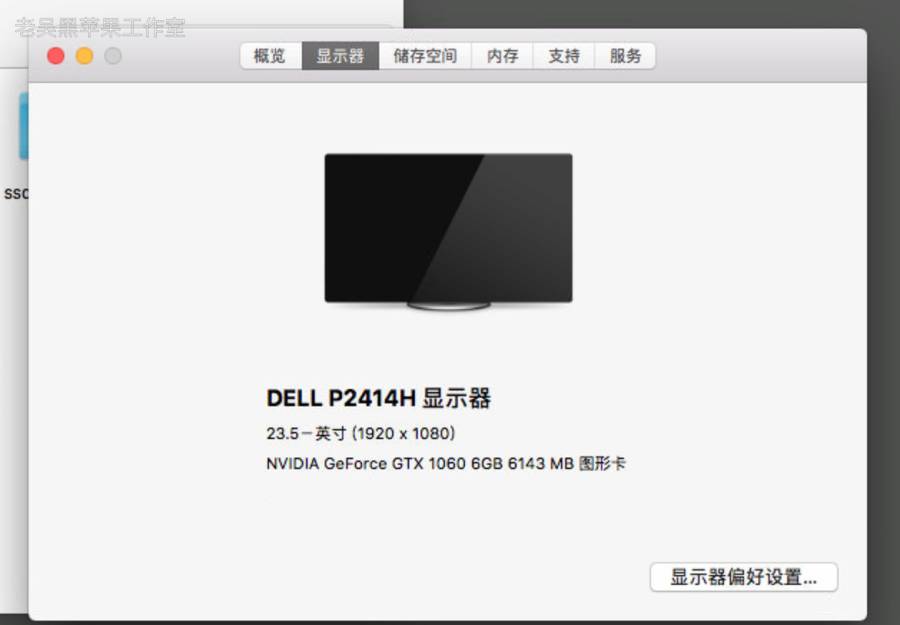 老吴黑苹果工作室
概览 显示器 储存空间 内存 支持 服务
ssd
DELL P2414H 显示器
23.5－英寸 (1920 x 1080)
NVIDIA GeForce GTX 1060 6GB 6143 MB 图形卡
显示器偏好设置...